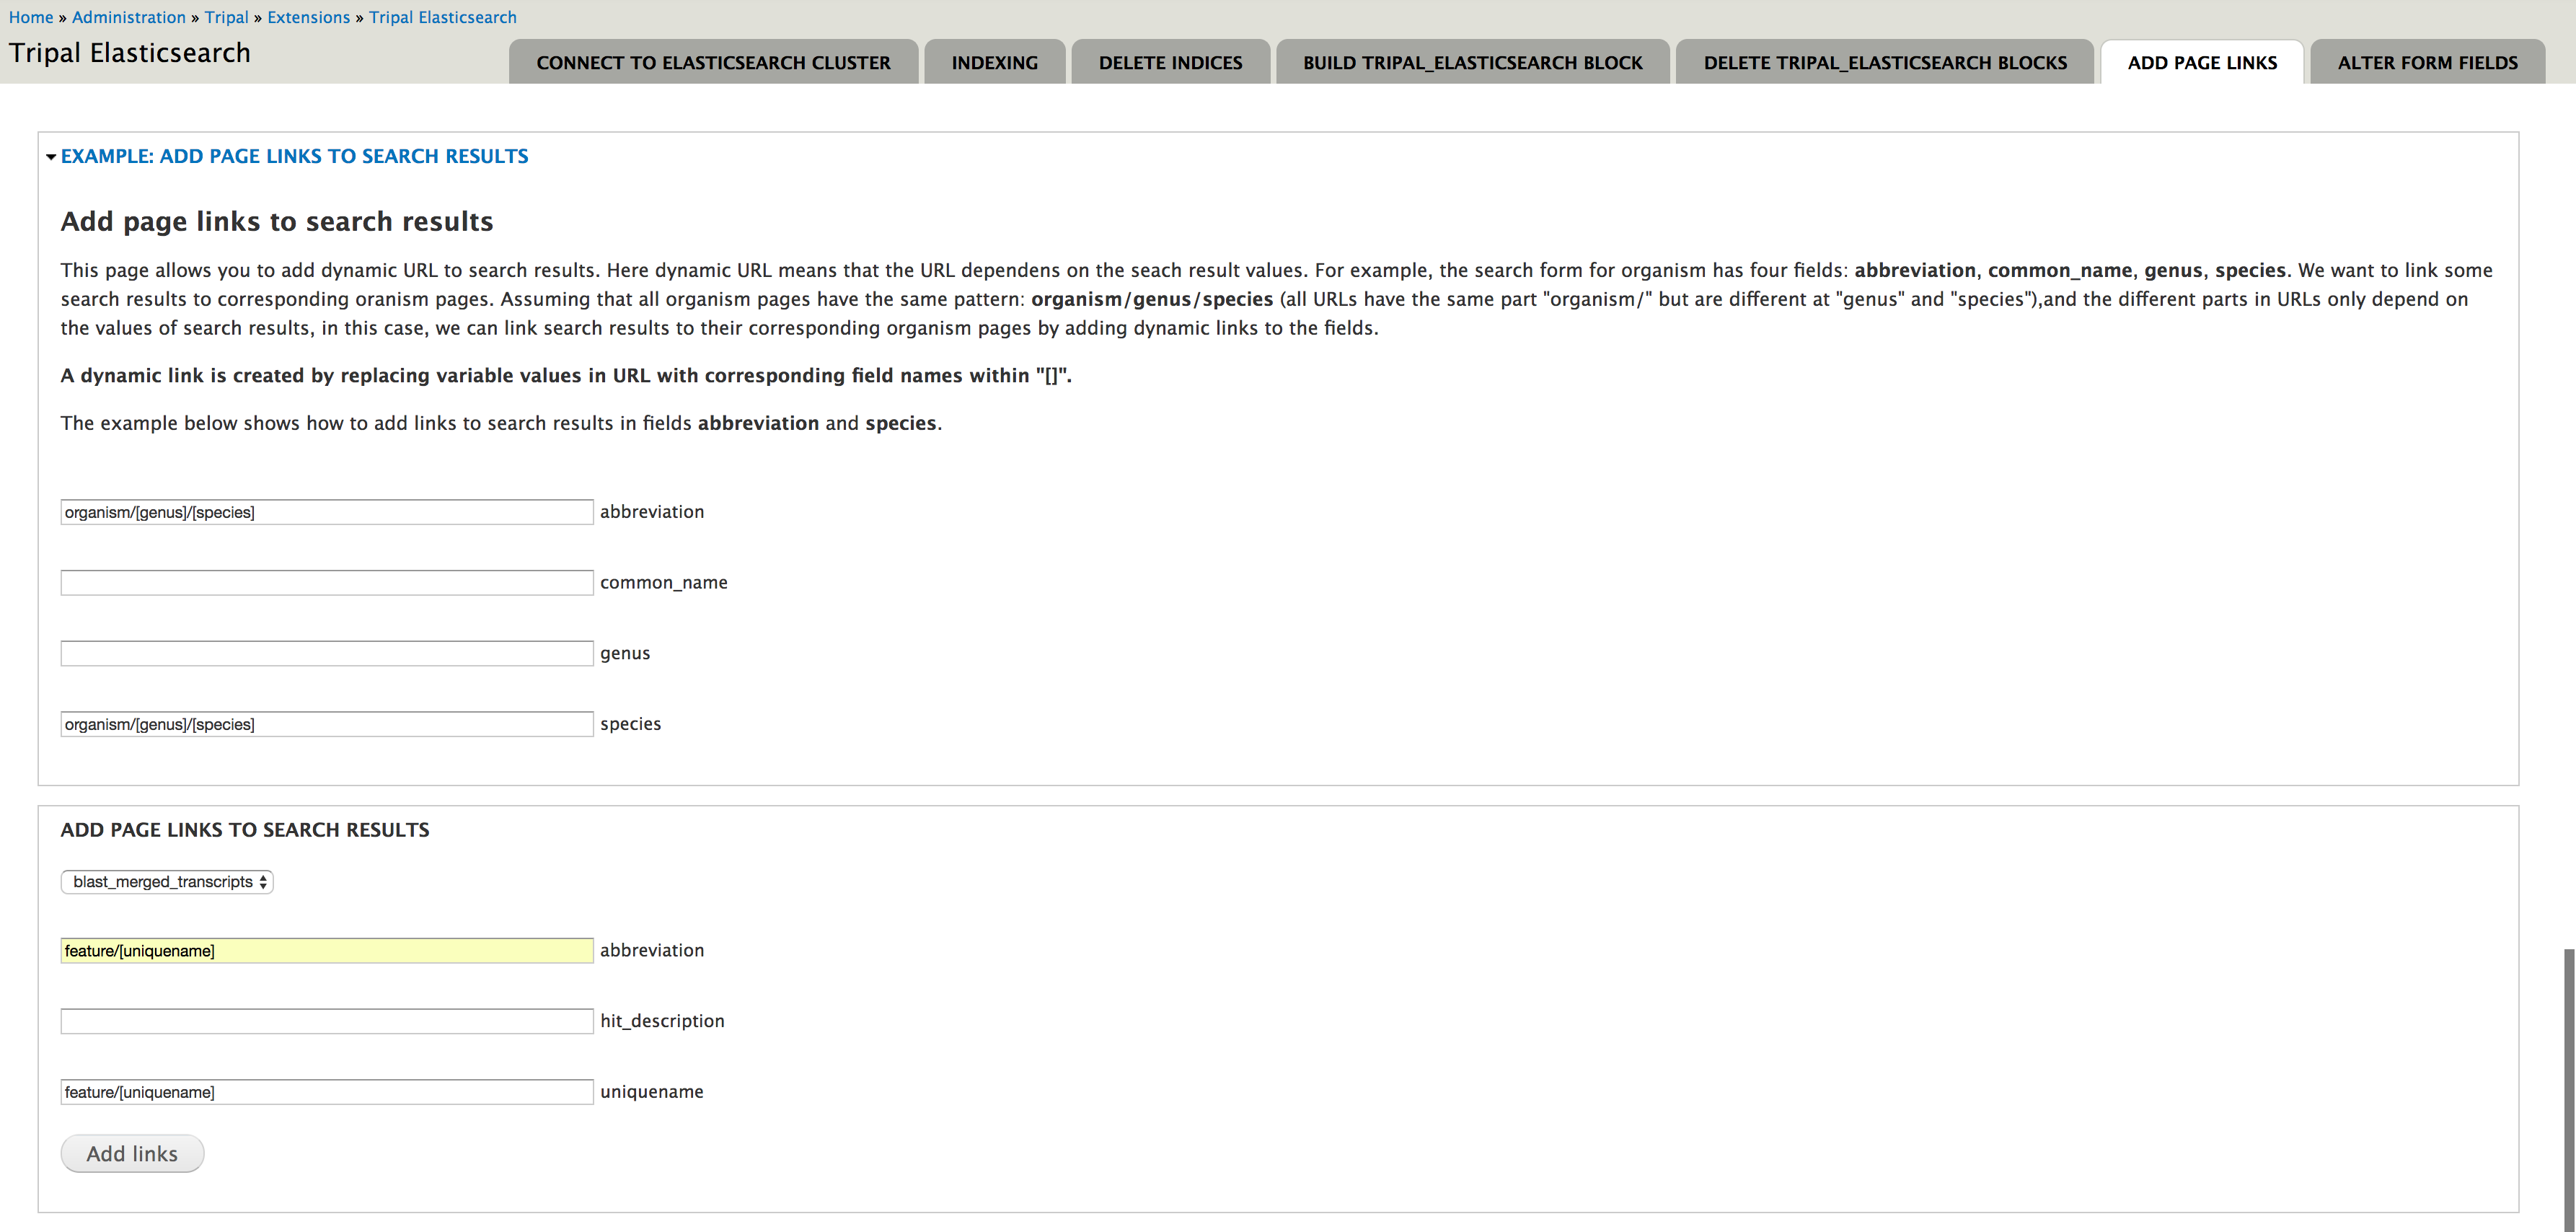 Home » Administration » Tripal » Extensions » Tripal Elasticsearch
Tripal Elasticsearch
CONNECT TO ELASTICSEARCH CLUSTER
INDEXING
DELETE INDICES
BUILD TRIPAL_ELASTICSEARCH BLOCK
DELETE TRIPAL_ELASTICSEARCH BLOCKS
ADD PAGE LINKS
ALTER FORM FIELDS
EXAMPLE: ADD PAGE LINKS TO SEARCH RESULTS
Add page links to search results
This page allows you to add dynamic URL to search results. Here dynamic URL means that the URL dependens on the seach result values. For example, the search form for organism has four fields: abbreviation, common_name, genus, species. We want to link some
search results to corresponding oranism pages. Assuming that all organism pages have the same pattern: organism/genus/species (all URLs have the same part "organism/" but are different at "genus" and "species"),and the different parts in URLs only depend on
the values of search results, in this case, we can link search results to their corresponding organism pages by adding dynamic links to the fields.
A dynamic link is created by replacing variable values in URL with corresponding field names within "[]".
The example below shows how to add links to search results in fields abbreviation and species.
organism/[genus]/[species] abbreviation
common_name
genus
organism/[genus]/[species] species
ADD PAGE LINKS TO SEARCH RESULTS
blast_merged_transcripts
feature/[uniquename] abbreviation
hit_description
feature/[uniquename] uniquename
Add links